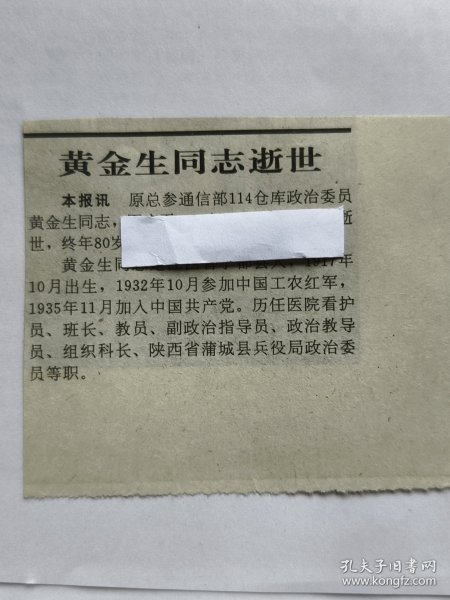 黄金生同志逝世
本报讯 原总参通信部114仓库政治委员
黄金生同志，逝
世，终年80岁
黄金生同1917年
10月出生，1932年10月参加中国工农红军，
1935年11月加入中国共产党。历任医院看护
员、班长、教员、副政治指导员、政治教导
员、组织科长、陕西省蒲城县兵役局政治委
员等职。
孔夫子旧书网
www.kongfz.com